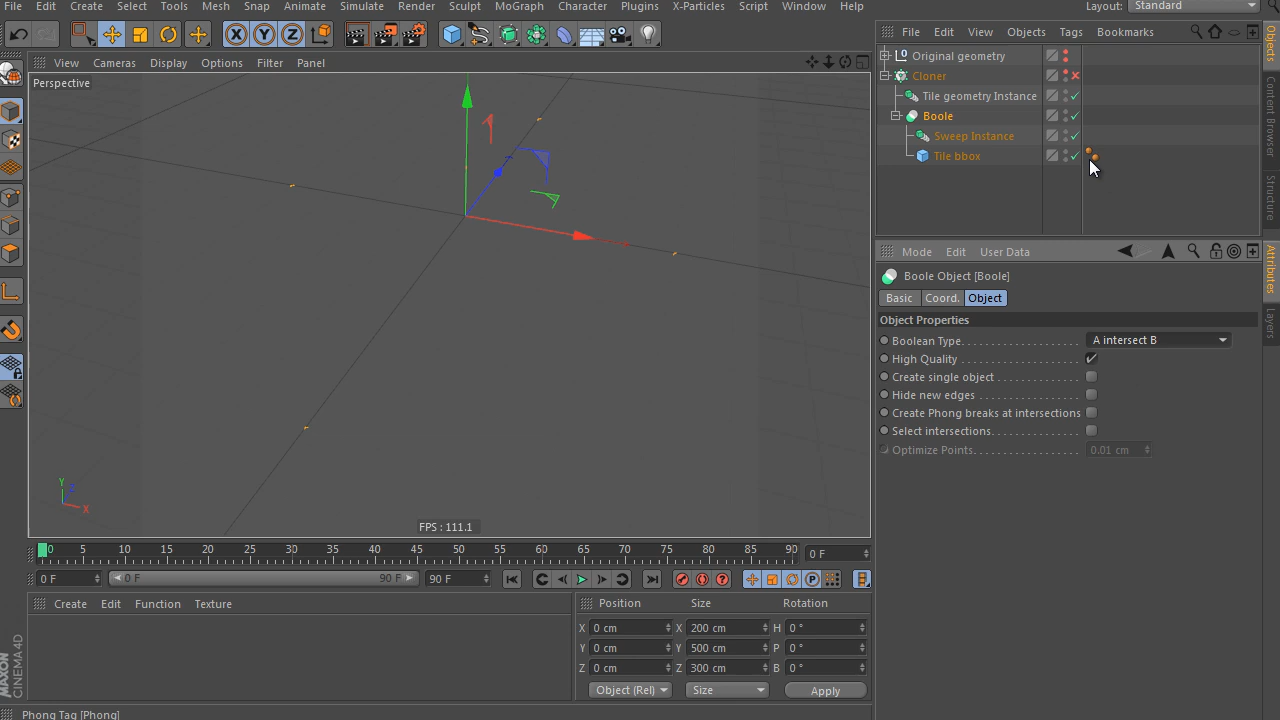 File Edit Create Select Tools Mesh Snap Animate Simulate Render Sculpt MoGraph Character Plugins X-Particles Script Window Help
Layout: Standard
View Cameras Display Options Filter Panel
Perspective
Y
Z
X
FPS : 111.1
0 5 10 15 20 25 30 35 40 45 50 55 60 65 70 75 80 85 90
0 F
0 F
0 F
90 F
90 F
P
Create Edit Function Texture
Position Size Rotation
X 0 cm X 200 cm H 0 °
Y 0 cm Y 500 cm P 0 °
Z 0 cm Z 300 cm B 0 °
Object (Rel) Size Apply
MAXON
CINEMA 4D
Phong Tag [Phong]
File Edit View Objects Tags Bookmarks
Original geometry
Cloner
Tile geometry Instance
Boole
Sweep Instance
Tile bbox
Mode Edit User Data
Boole Object [Boole]
Basic Coord. Object
Object Properties
Boolean Type. . . . . . . . . . . . . . . . . . . . A intersect B
High Quality . . . . . . . . . . . . . . . . . . . .
Create single object . . . . . . . . . . . . . .
Hide new edges . . . . . . . . . . . . . . . . .
Create Phong breaks at intersections
Select intersections. . . . . . . . . . . . . . .
Optimize Points. . . . . . . . . . . . . . . . . . 0.01 cm
Objects
Content Browser
Structure
Attributes
Layers